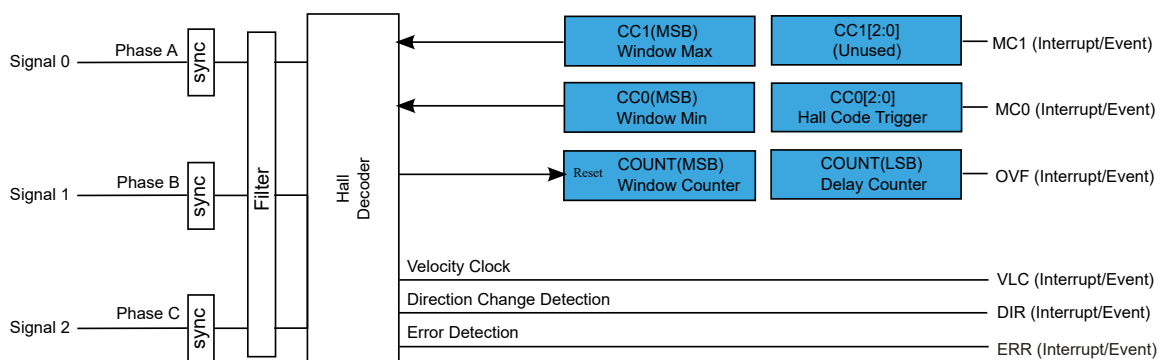 Signal 0
Phase A
sync
Signal 1
Phase B
sync
Signal 2
Phase C
sync
Filter
Hall
Decoder
CC1(MSB)
Window Max
CC1[2:0]
(Unused)
MC1 (Interrupt/Event)
CC0(MSB)
Window Min
CC0[2:0]
Hall Code Trigger
MC0 (Interrupt/Event)
Reset
COUNT(MSB)
Window Counter
COUNT(LSB)
Delay Counter
OVF (Interrupt/Event)
Velocity Clock
VLC (Interrupt/Event)
Direction Change Detection
DIR (Interrupt/Event)
Error Detection
ERR (Interrupt/Event)